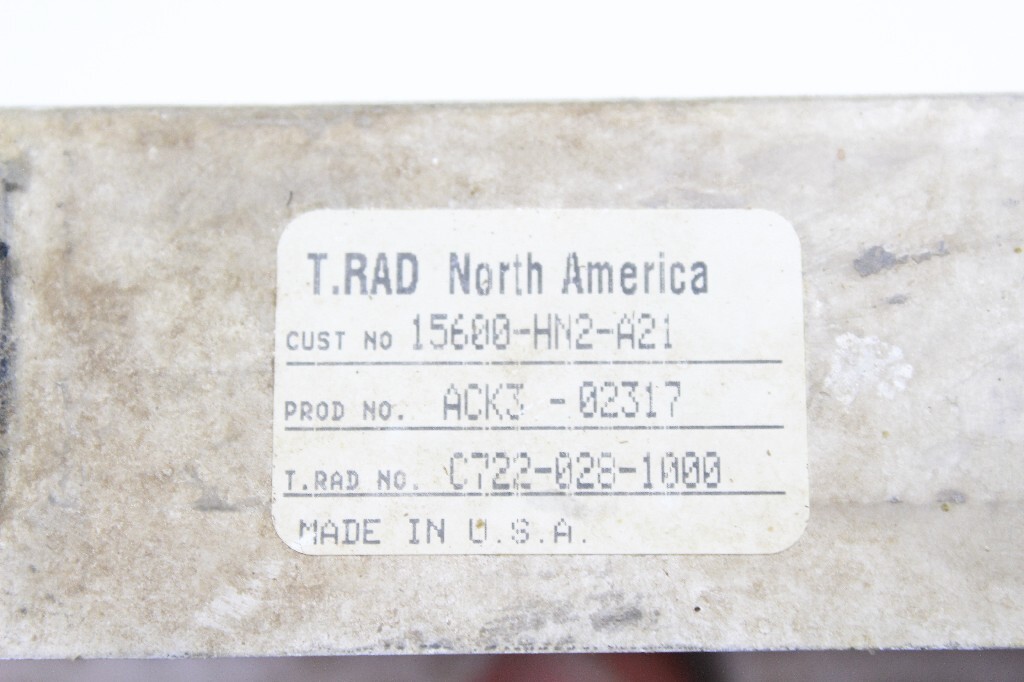 T.RAD North America
CUST NO 15600-HN2-A21
PROD NO. ACK3 - 02317
T.RAD NO. C722-028-1000
MADE IN U.S.A.